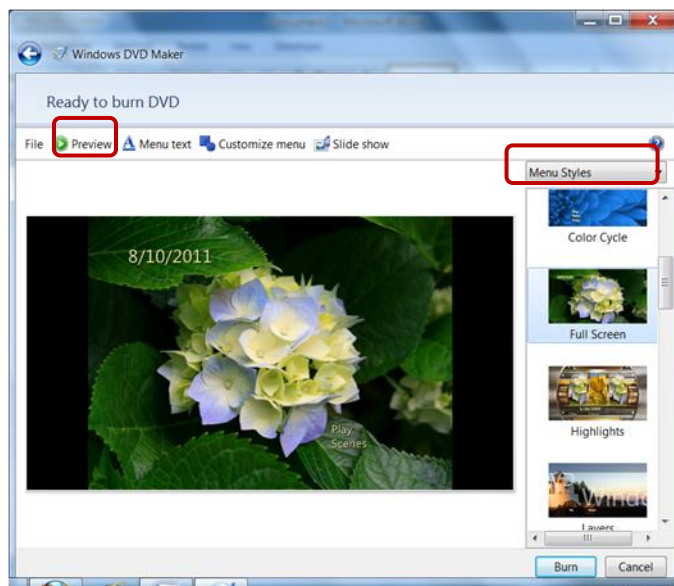 Windows DVD Maker
Ready to burn DVD
File Preview Menu text Customize menu Slide show
Menu Styles
8/10/2011
Play
Scenes
Color Cycle
Full Screen
Highlights
Layers
Burn Cancel